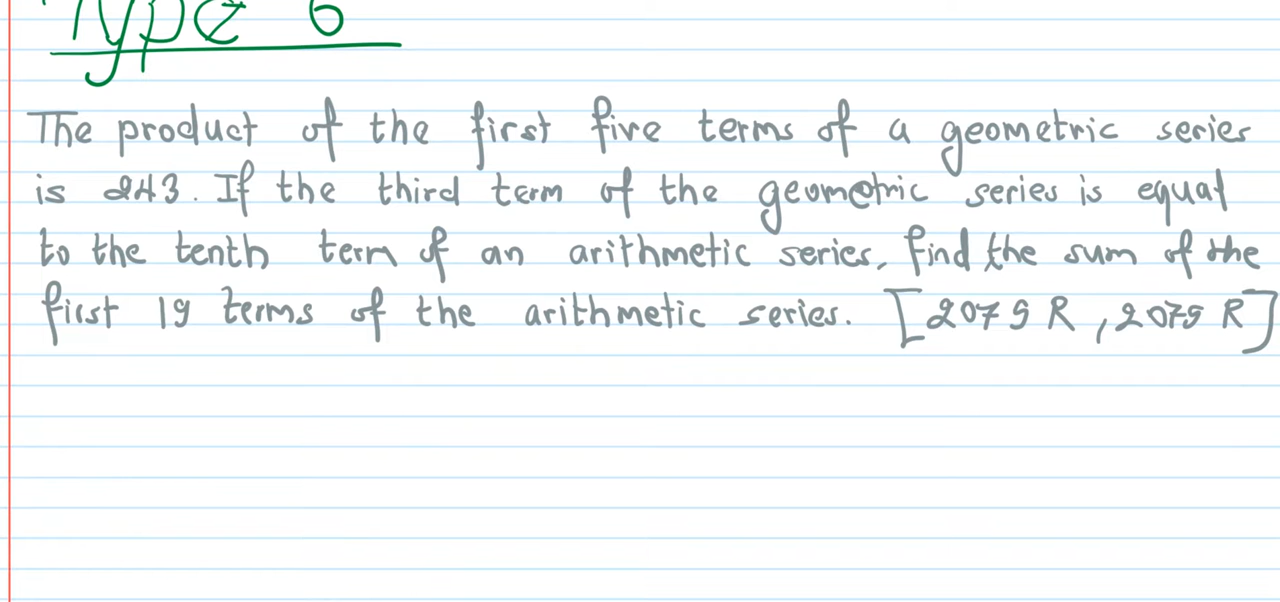 Type 6
The product of the first five terms of a geometric series
is 243. If the third term of the geometric series is equal
to the tenth term of an arithmetic series, find the sum of the
first 19 terms of the arithmetic series. [2079 R, 2075 R]